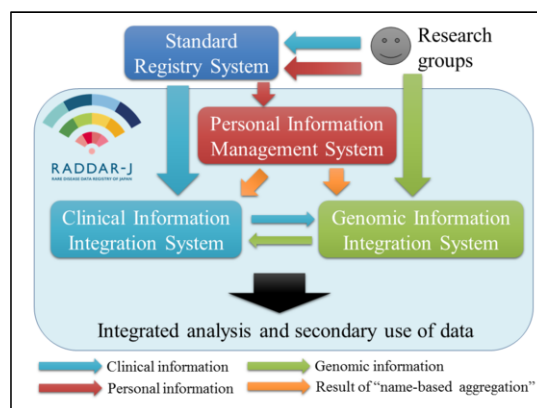 Standard
Registry System
Research
groups
Personal Information
Management System
RADDAR-J
RARE DISEASE DATA REGISTRY OF JAPAN
Clinical Information
Integration System
Genomic Information
Integration System
Integrated analysis and secondary use of data
Clinical information
Genomic information
Personal information
Result of “name-based aggregation”